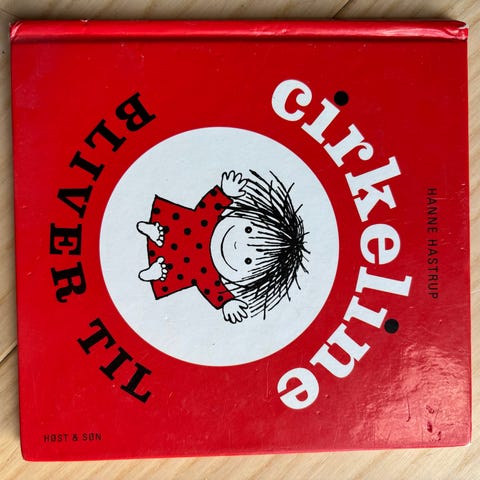 HANNE HASTRUP
cirkeline
BLIVER TIL
HØST & SØN